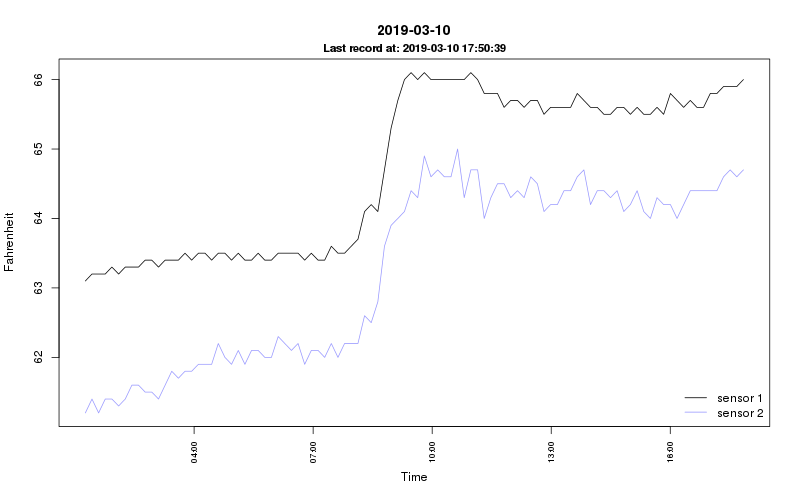 2019-03-10
Last record at: 2019-03-10 17:50:39
Fahrenheit
66
65
64
63
62
sensor 1
sensor 2
04:00
07:00
10:00
13:00
16:00
Time